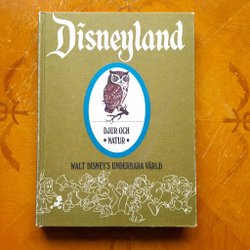 Disneyland
DJUR OCH
• NATUR •
WALT DISNEY'S UNDERBARA VÄRLD